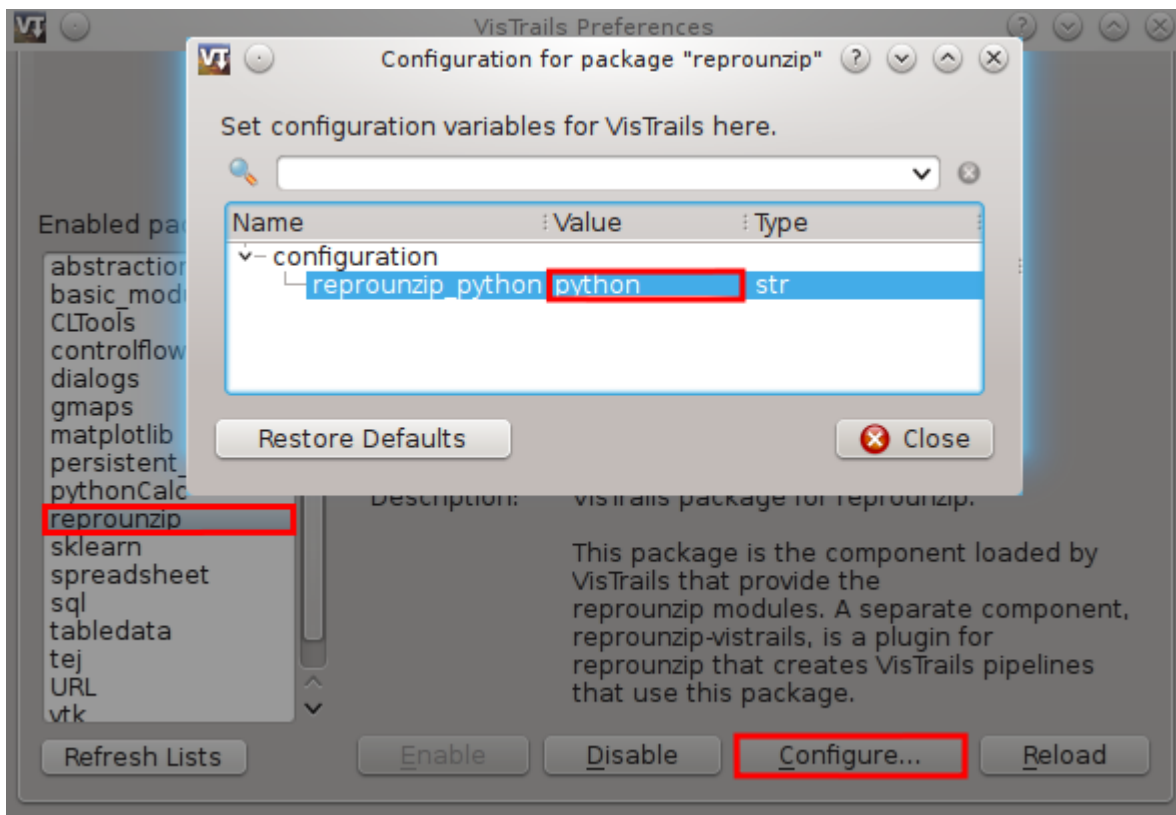 VisTrails Preferences
Configuration for package "reprounzip"
Set configuration variables for VisTrails here.
Name Value Type
configuration
reprounzip_python python str
Restore Defaults
Close
Enabled
abstraction
basic_mod
CLTools
controlflow
dialogs
gmaps
matplotlib
persistent_
pythonCalc
reprounzip
sklearn
spreadsheet
sql
tabledata
tej
URL
vtk
Refresh Lists
Description: VisTrails package for reprounzip.
This package is the component loaded by
VisTrails that provide the
reprounzip modules. A separate component,
reprounzip-vistrails, is a plugin for
reprounzip that creates VisTrails pipelines
that use this package.
Enable Disable Configure... Reload